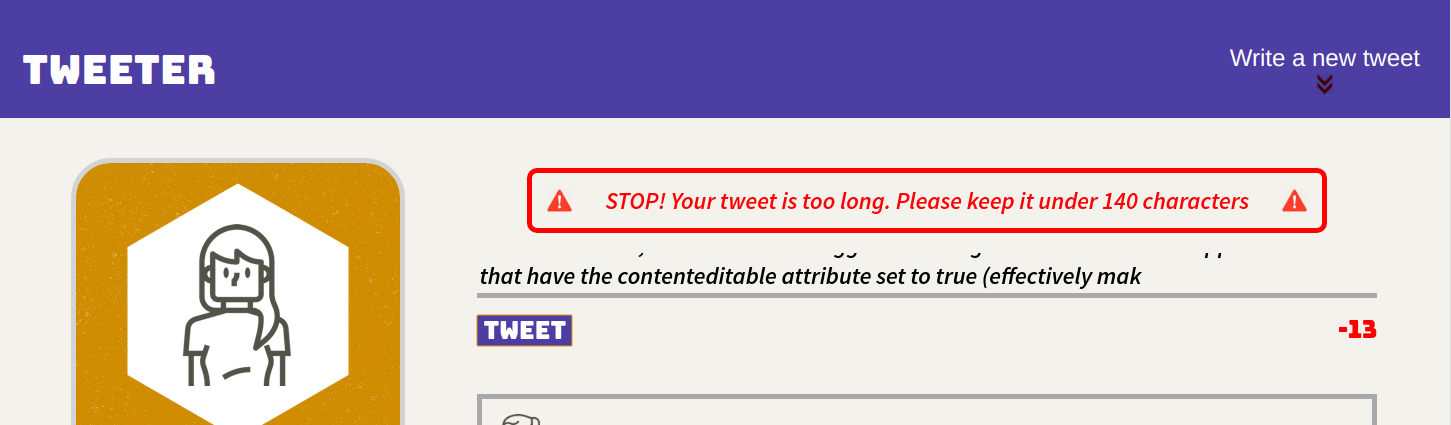 TWEETER
Write a new tweet
STOP! Your tweet is too long. Please keep it under 140 characters
that have the contenteditable attribute set to true (effectively mak
TWEET
-13